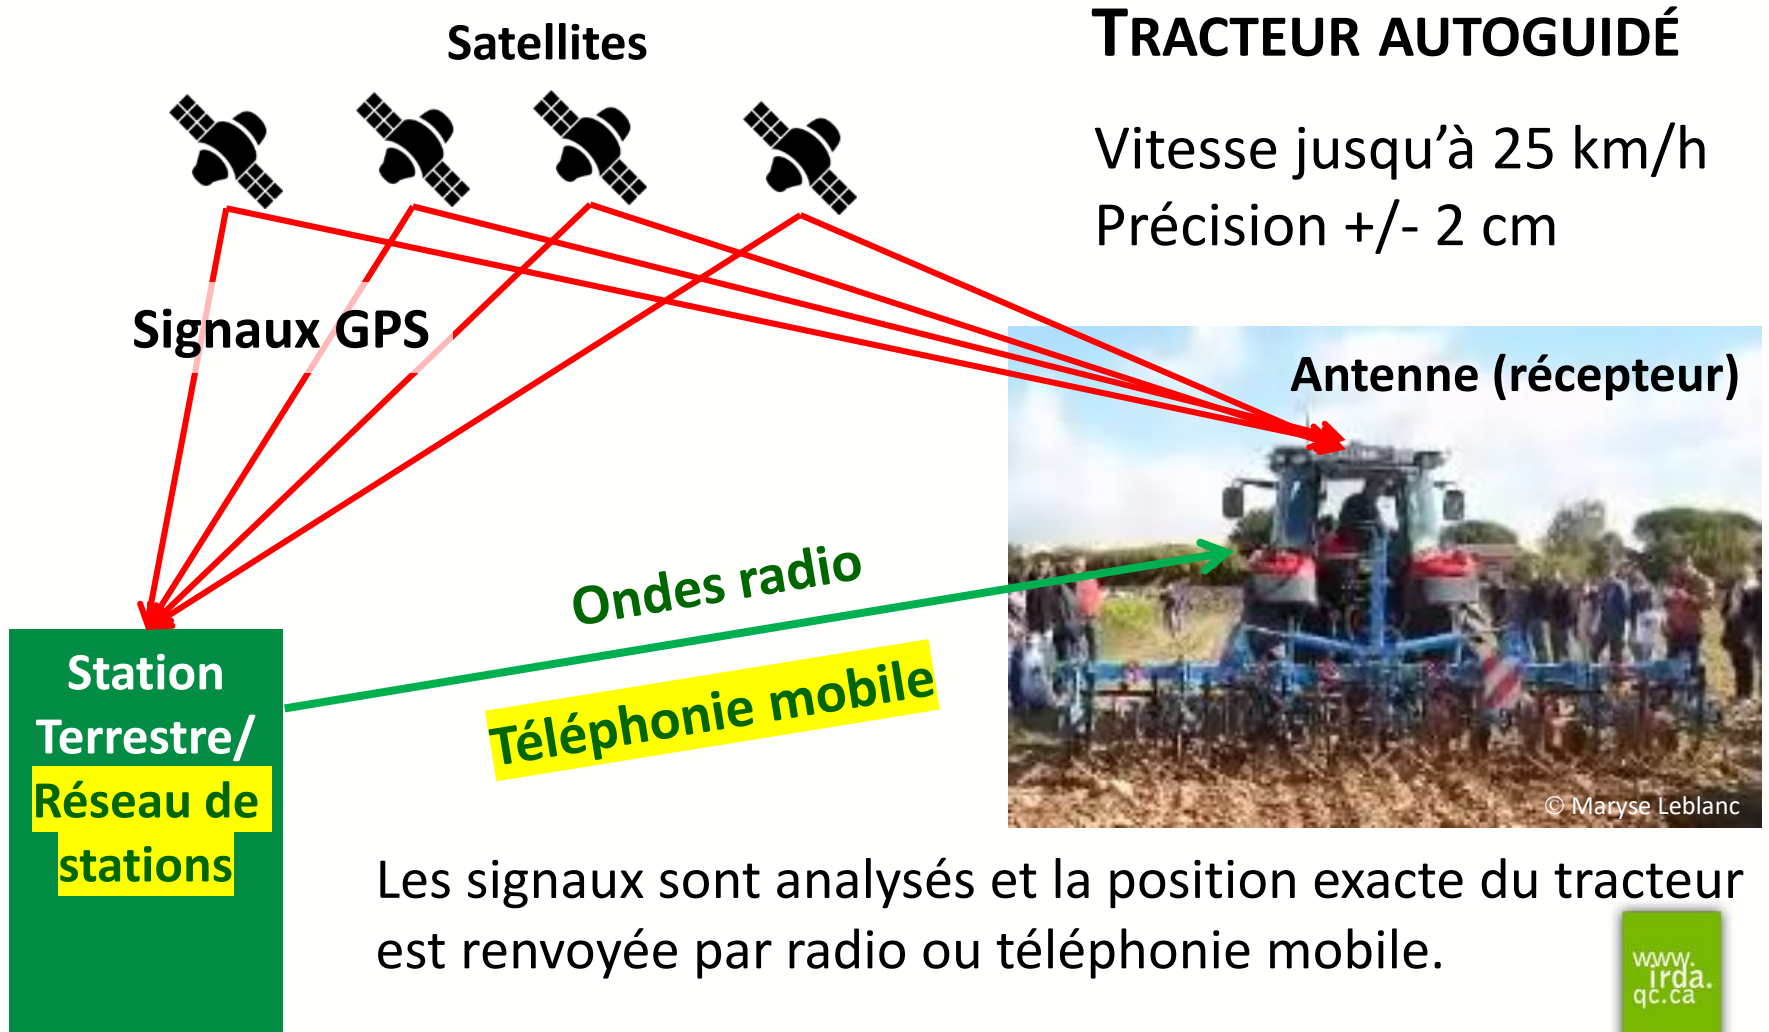 Satellites
TRACTEUR AUTOGUIDÉ
Vitesse jusqu’à 25 km/h
Précision +/- 2 cm
Signaux GPS
Antenne (récepteur)
Ondes radio
Téléphonie mobile
Station
Terrestre/
Réseau de
stations
© Maryse Leblanc
Les signaux sont analysés et la position exacte du tracteur
est renvoyée par radio ou téléphonie mobile.
www.
irda.
qc.ca